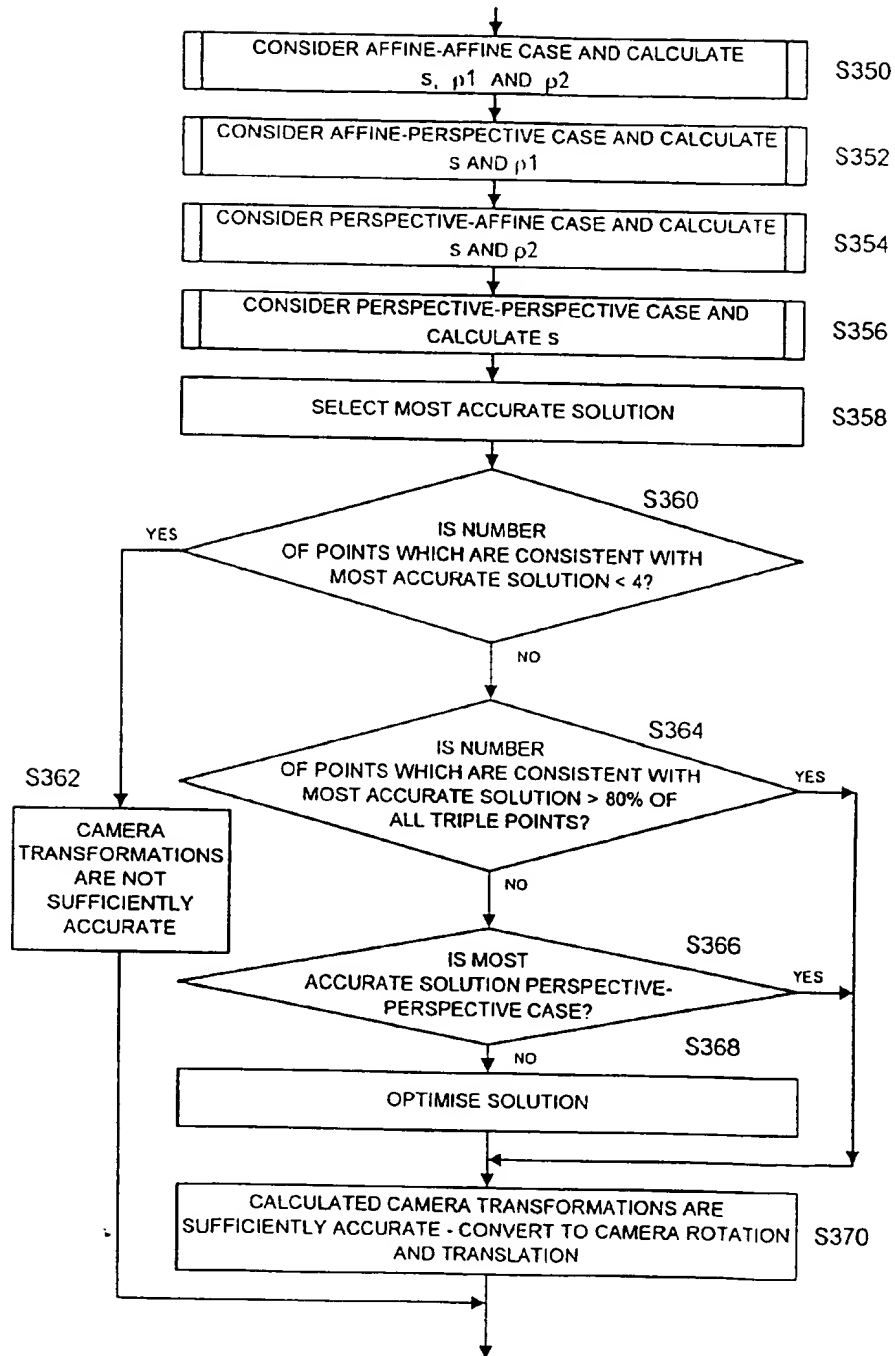 CONSIDER AFFINE-AFFINE CASE AND CALCULATE
s, ρ1 AND ρ2
S350
CONSIDER AFFINE-PERSPECTIVE CASE AND CALCULATE
s AND ρ1
S352
CONSIDER PERSPECTIVE-AFFINE CASE AND CALCULATE
s AND ρ2
S354
CONSIDER PERSPECTIVE-PERSPECTIVE CASE AND
CALCULATE s
S356
SELECT MOST ACCURATE SOLUTION
S358
S360
YES
IS NUMBER
OF POINTS WHICH ARE CONSISTENT WITH
MOST ACCURATE SOLUTION < 4?
NO
S364
IS NUMBER
OF POINTS WHICH ARE CONSISTENT WITH
MOST ACCURATE SOLUTION > 80% OF
ALL TRIPLE POINTS?
YES
S362
CAMERA
TRANSFORMATIONS
ARE NOT
SUFFICIENTLY
ACCURATE
NO
S366
IS MOST
ACCURATE SOLUTION PERSPECTIVE-
PERSPECTIVE CASE?
YES
S368
NO
OPTIMISE SOLUTION
CALCULATED CAMERA TRANSFORMATIONS ARE
SUFFICIENTLY ACCURATE - CONVERT TO CAMERA ROTATION
AND TRANSLATION
S370